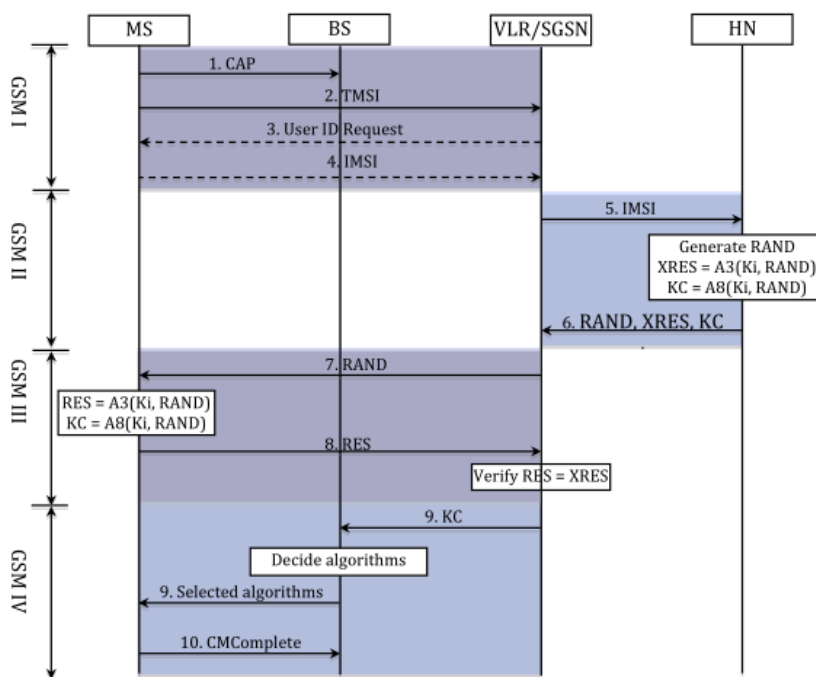 MS
BS
VLR/SGSN
HN
GSM I
1. CAP
2. TMSI
3. User ID Request
4. IMSI
GSM II
5. IMSI
Generate RAND
XRES = A3(Ki, RAND)
KC = A8(Ki, RAND)
6. RAND, XRES, KC
GSM III
7. RAND
RES = A3(Ki, RAND)
KC = A8(Ki, RAND)
8. RES
Verify RES = XRES
GSM IV
9. KC
Decide algorithms
9. Selected algorithms
10. CMComplete